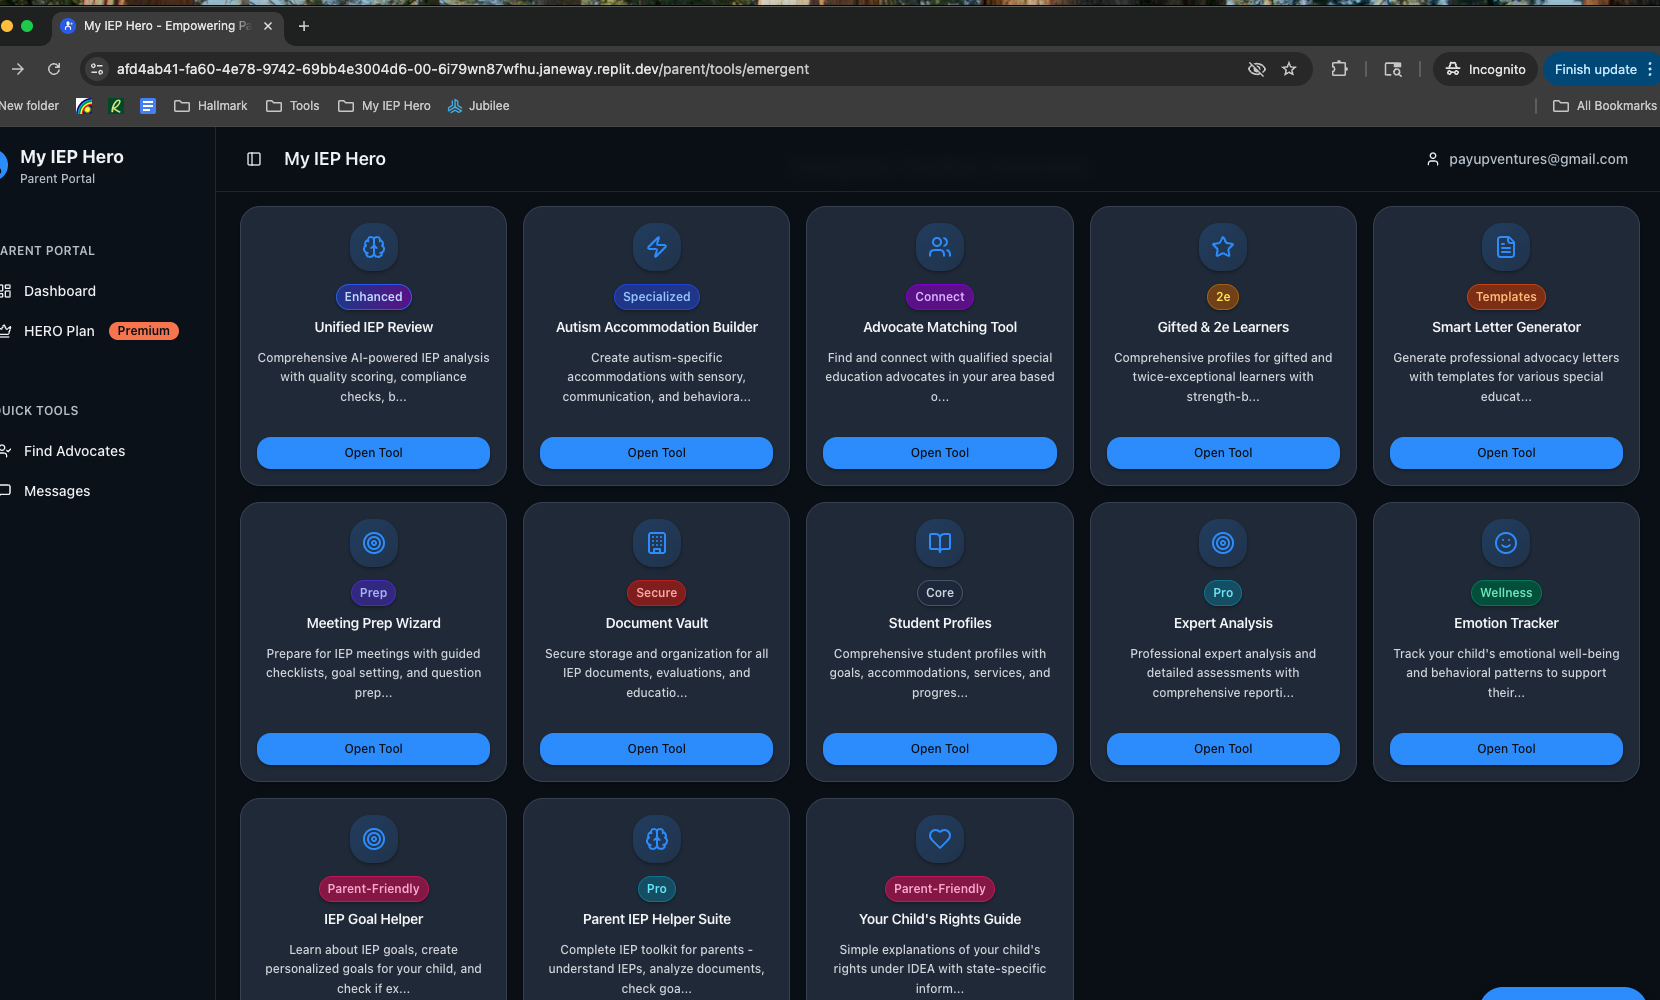 My IEP Hero - Empowering Pa
afd4ab41-fa60-4e78-9742-69bb4e3004d6-00-6i79wn87wfhu.janeway.replit.dev/parent/tools/emergent
Incognito
Finish update
New folder
Hallmark
Tools
My IEP Hero
Jubilee
All Bookmarks
My IEP Hero
Parent Portal
My IEP Hero
payupventures@gmail.com
ARENT PORTAL
Dashboard
HERO Plan
Premium
UICK TOOLS
Find Advocates
Messages
Enhanced
Unified IEP Review
Comprehensive AI-powered IEP analysis
with quality scoring, compliance
checks, b...
Open Tool
Specialized
Autism Accommodation Builder
Create autism-specific
accommodations with sensory,
communication, and behaviora...
Open Tool
Connect
Advocate Matching Tool
Find and connect with qualified special
education advocates in your area based
o...
Open Tool
2e
Gifted & 2e Learners
Comprehensive profiles for gifted and
twice-exceptional learners with
strength-b...
Open Tool
Templates
Smart Letter Generator
Generate professional advocacy letters
with templates for various special
educat...
Open Tool
Prep
Meeting Prep Wizard
Prepare for IEP meetings with guided
checklists, goal setting, and question
prep...
Open Tool
Secure
Document Vault
Secure storage and organization for all
IEP documents, evaluations, and
educatio...
Open Tool
Core
Student Profiles
Comprehensive student profiles with
goals, accommodations, services, and
progres...
Open Tool
Pro
Expert Analysis
Professional expert analysis and
detailed assessments with
comprehensive reporti...
Open Tool
Wellness
Emotion Tracker
Track your child's emotional well-being
and behavioral patterns to support
their...
Open Tool
Parent-Friendly
IEP Goal Helper
Learn about IEP goals, create
personalized goals for your child, and
check if ex...
Pro
Parent IEP Helper Suite
Complete IEP toolkit for parents -
understand IEPs, analyze documents,
check goa...
Parent-Friendly
Your Child's Rights Guide
Simple explanations of your child's
rights under IDEA with state-specific
inform...